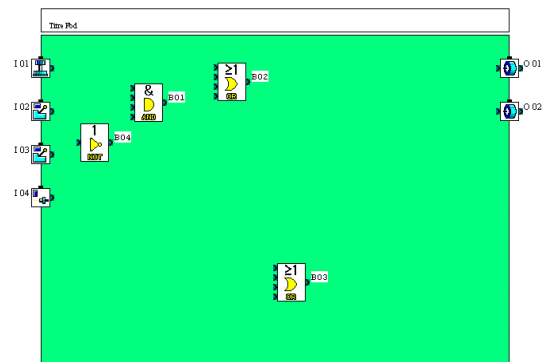 Titre Fbd
I 01
O 01
≥1
B02
OR
&
B01
AND
I 02
O 02
1
B04
NOT
I 03
I 04
≥1
B03
OR